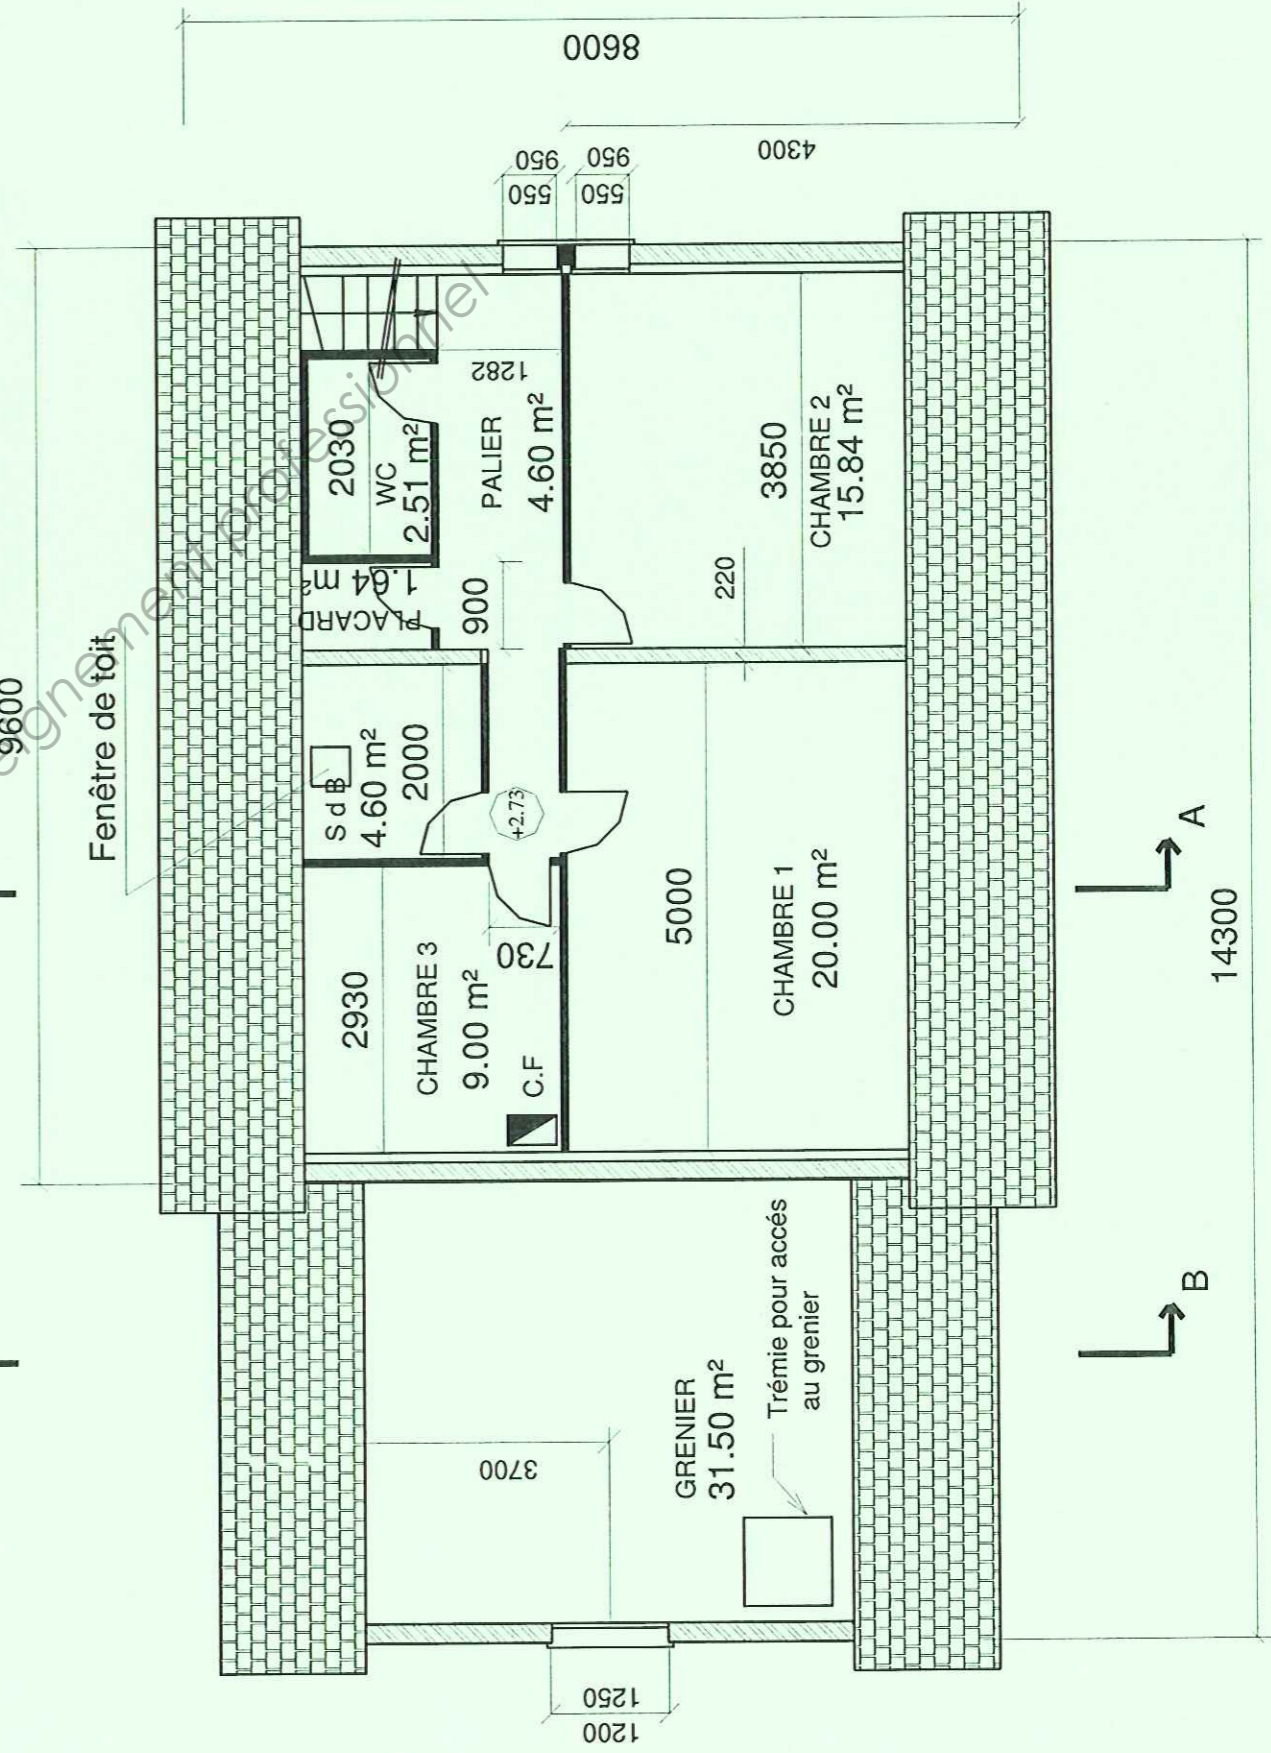 8600
4300
950
550
950
550
9600
Fenêtre de toit
eignement professionnel
2030
WC
2.51 m²
1282
PALIER
4.60 m²
PLACARD
1.64 m²
900
3850
CHAMBRE 2
15.84 m²
220
S d B
4.60 m²
2000
+2.73
2930
CHAMBRE 3
9.00 m²
730
C.F
5000
CHAMBRE 1
20.00 m²
A
14300
3700
GRENIER
31.50 m²
Trémie pour accés
au grenier
B
1250
1200